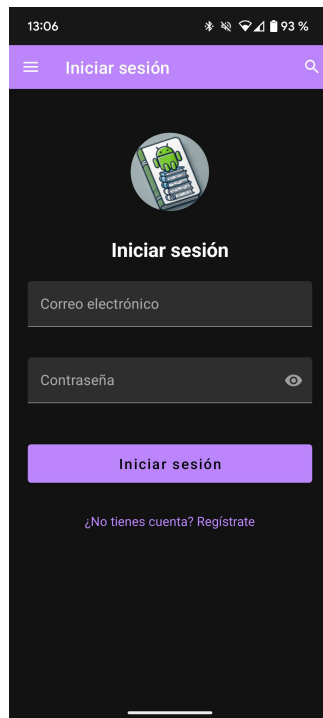 13:06 93 %
Iniciar sesión
Iniciar sesión
Correo electrónico
Contraseña
Iniciar sesión
¿No tienes cuenta? Regístrate